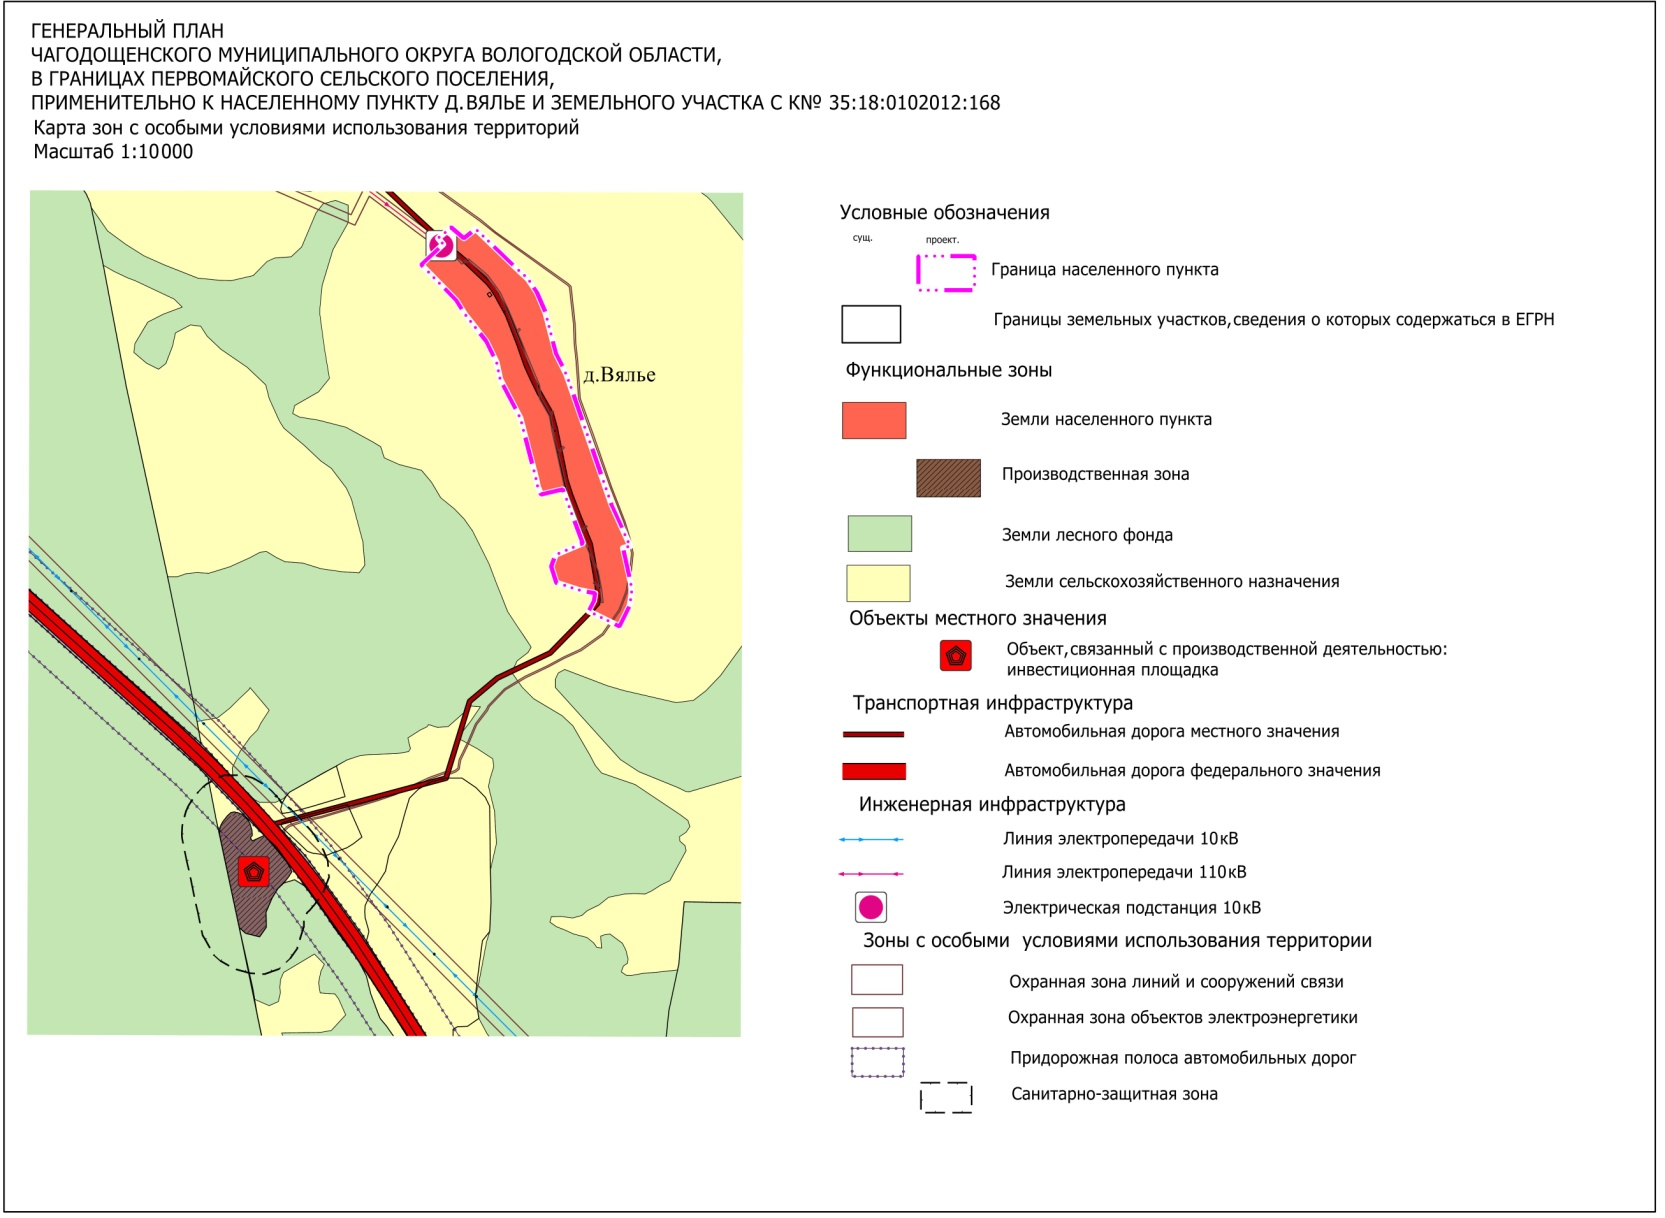 ГЕНЕРАЛЬНЫЙ ПЛАН
ЧАГОДОЩЕНСКОГО МУНИЦИПАЛЬНОГО ОКРУГА ВОЛОГОДСКОЙ ОБЛАСТИ,
В ГРАНИЦАХ ПЕРВОМАЙСКОГО СЕЛЬСКОГО ПОСЕЛЕНИЯ,
ПРИМЕНИТЕЛЬНО К НАСЕЛЕННОМУ ПУНКТУ Д.ВЯЛЬЕ И ЗЕМЕЛЬНОГО УЧАСТКА С К№ 35:18:0102012:168
Карта зон с особыми условиями использования территорий
Масштаб 1:10000
д.Вялье
Условные обозначения
сущ. проект.
Граница населенного пункта
Границы земельных участков,сведения о которых содержаться в ЕГРН
Функциональные зоны
Земли населенного пункта
Производственная зона
Земли лесного фонда
Земли сельскохозяйственного назначения
Объекты местного значения
Объект,связанный с производственной деятельностью:
инвестиционная площадка
Транспортная инфраструктура
Автомобильная дорога местного значения
Автомобильная дорога федерального значения
Инженерная инфраструктура
Линия электропередачи 10кВ
Линия электропередачи 110кВ
Электрическая подстанция 10кВ
Зоны с особыми условиями использования территории
Охранная зона линий и сооружений связи
Охранная зона объектов электроэнергетики
Придорожная полоса автомобильных дорог
Санитарно-защитная зона